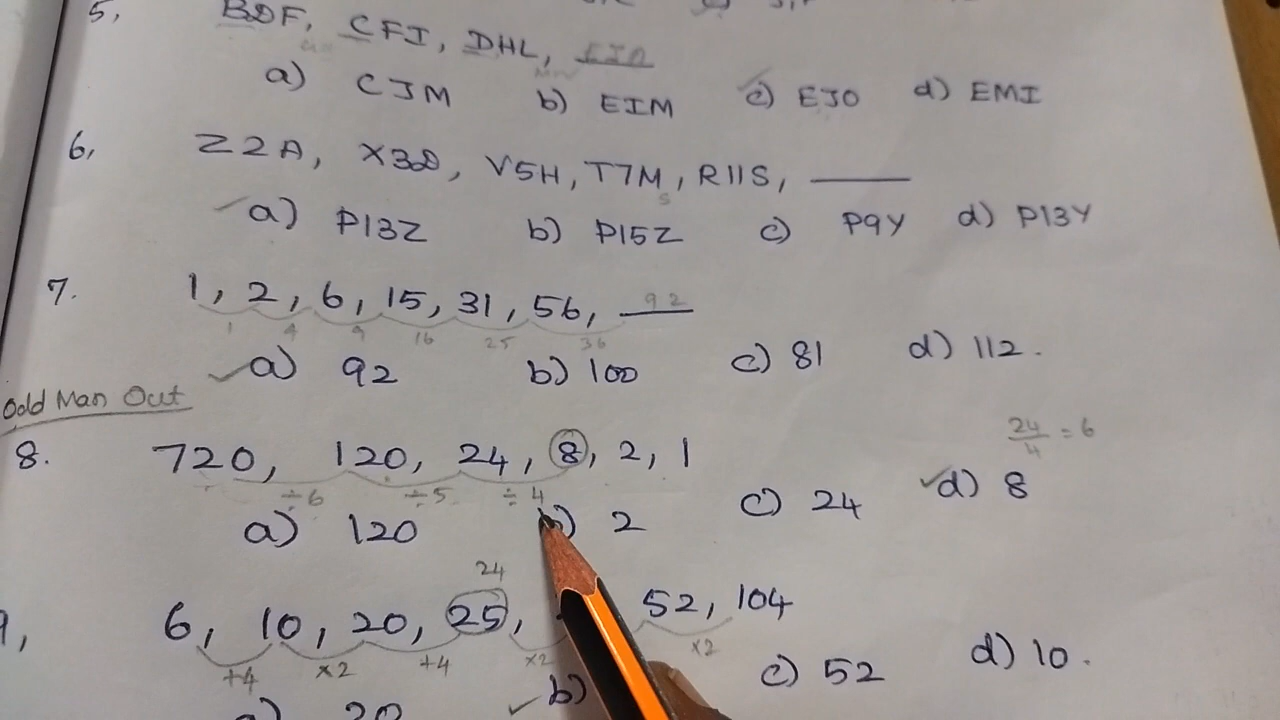 5, BDF, CFI, DHL,
a) CJM b) EIM c) EJO d) EMI
6, Z2A, X3D, V5H, T7M, R11S, ____
S
a) P13Z b) P15Z c) P9Y d) P13Y
7. 1, 2, 6, 15, 31, 56, 92
1 4 9 16 25 36
a) 92 b) 100 c) 81 d) 112.
Odd Man Out
8. 720, 120, 24, 8, 2, 1
24/4 = 6
÷6 ÷5 ÷4
a) 120 b) 2 c) 24 d) 8
24
6, 10, 20, 25, 52, 104
+4 ×2 +4 ×2 ×2
a) 20 b) c) 52 d) 10.